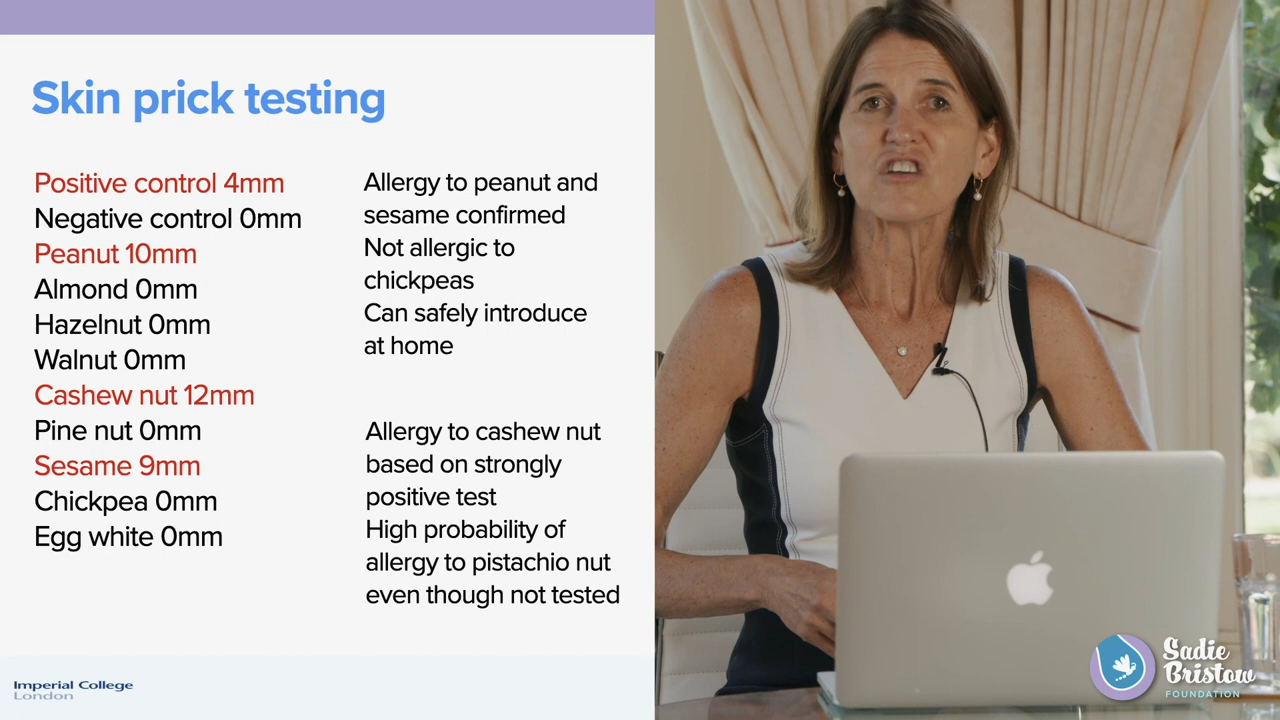 Skin prick testing
Positive control 4mm
Negative control 0mm
Peanut 10mm
Almond 0mm
Hazelnut 0mm
Walnut 0mm
Cashew nut 12mm
Pine nut 0mm
Sesame 9mm
Chickpea 0mm
Egg white 0mm
Allergy to peanut and
sesame confirmed
Not allergic to
chickpeas
Can safely introduce
at home
Allergy to cashew nut
based on strongly
positive test
High probability of
allergy to pistachio nut
even though not tested
Imperial College
London
Sadie
Bristow
FOUNDATION